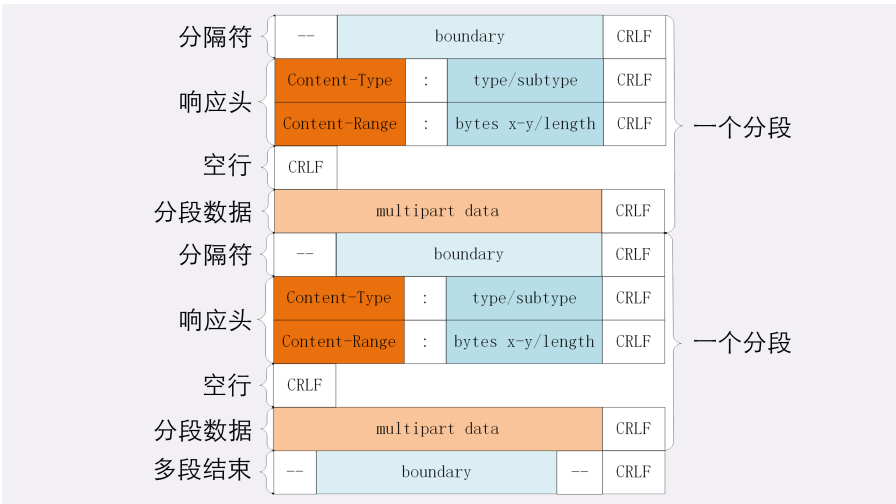 分隔符 -- boundary CRLF
响应头 Content-Type : type/subtype CRLF
Content-Range : bytes x-y/length CRLF
一个分段
空行 CRLF
分段数据 multipart data CRLF
分隔符 -- boundary CRLF
响应头 Content-Type : type/subtype CRLF
Content-Range : bytes x-y/length CRLF
一个分段
空行 CRLF
分段数据 multipart data CRLF
多段结束 -- boundary -- CRLF